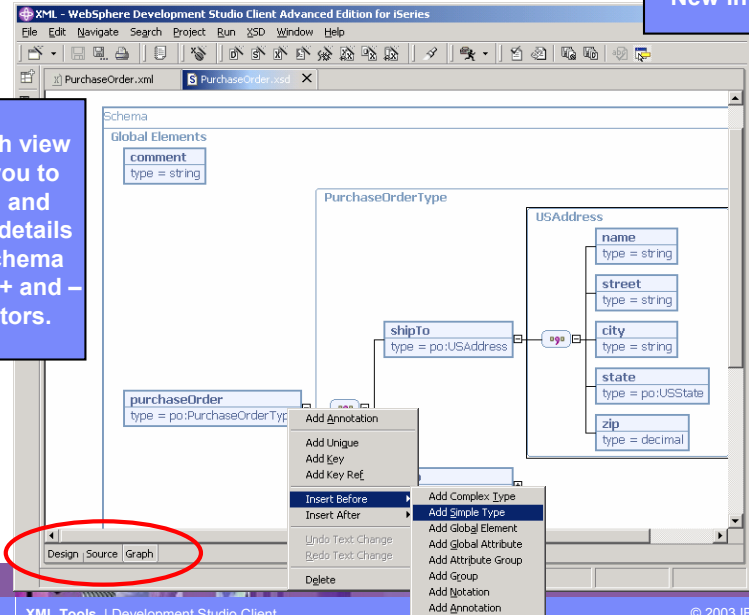 XML - WebSphere Development Studio Client Advanced Edition for iSeries
File Edit Navigate Search Project Run XSD Window Help
PurchaseOrder.xml PurchaseOrder.xsd
h view
ou to
and
details
chema
+ and –
tors.
Schema
Global Elements
comment
type = string
PurchaseOrderType
USAddress
name
type = string
street
type = string
shipTo
type = po:USAddress
city
type = string
state
type = po:USState
zip
type = decimal
purchaseOrder
type = po:PurchaseOrderTyp
Add Annotation
Add Unique
Add Key
Add Key Ref
Insert Before
Insert After
Undo Text Change
Redo Text Change
Delete
Add Complex Type
Add Simple Type
Add Global Element
Add Global Attribute
Add Attribute Group
Add Group
Add Notation
Add Annotation
Design Source Graph
XML Tools | Development Studio Client